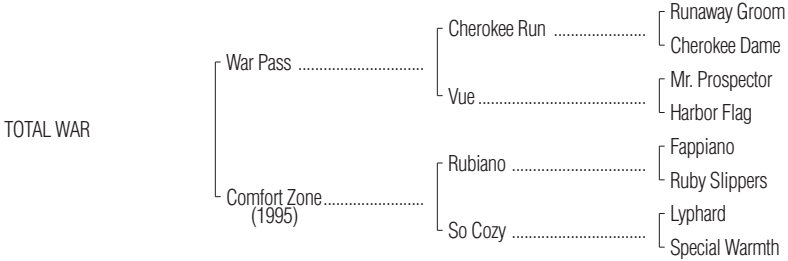 Runaway Groom
Cherokee Run ........................
Cherokee Dame
War Pass .................................
Mr. Prospector
Vue ............................................
Harbor Flag
TOTAL WAR
Fappiano
Rubiano ...................................
Ruby Slippers
Comfort Zone..........................
(1995)
Lyphard
So Cozy ...................................
Special Warmth